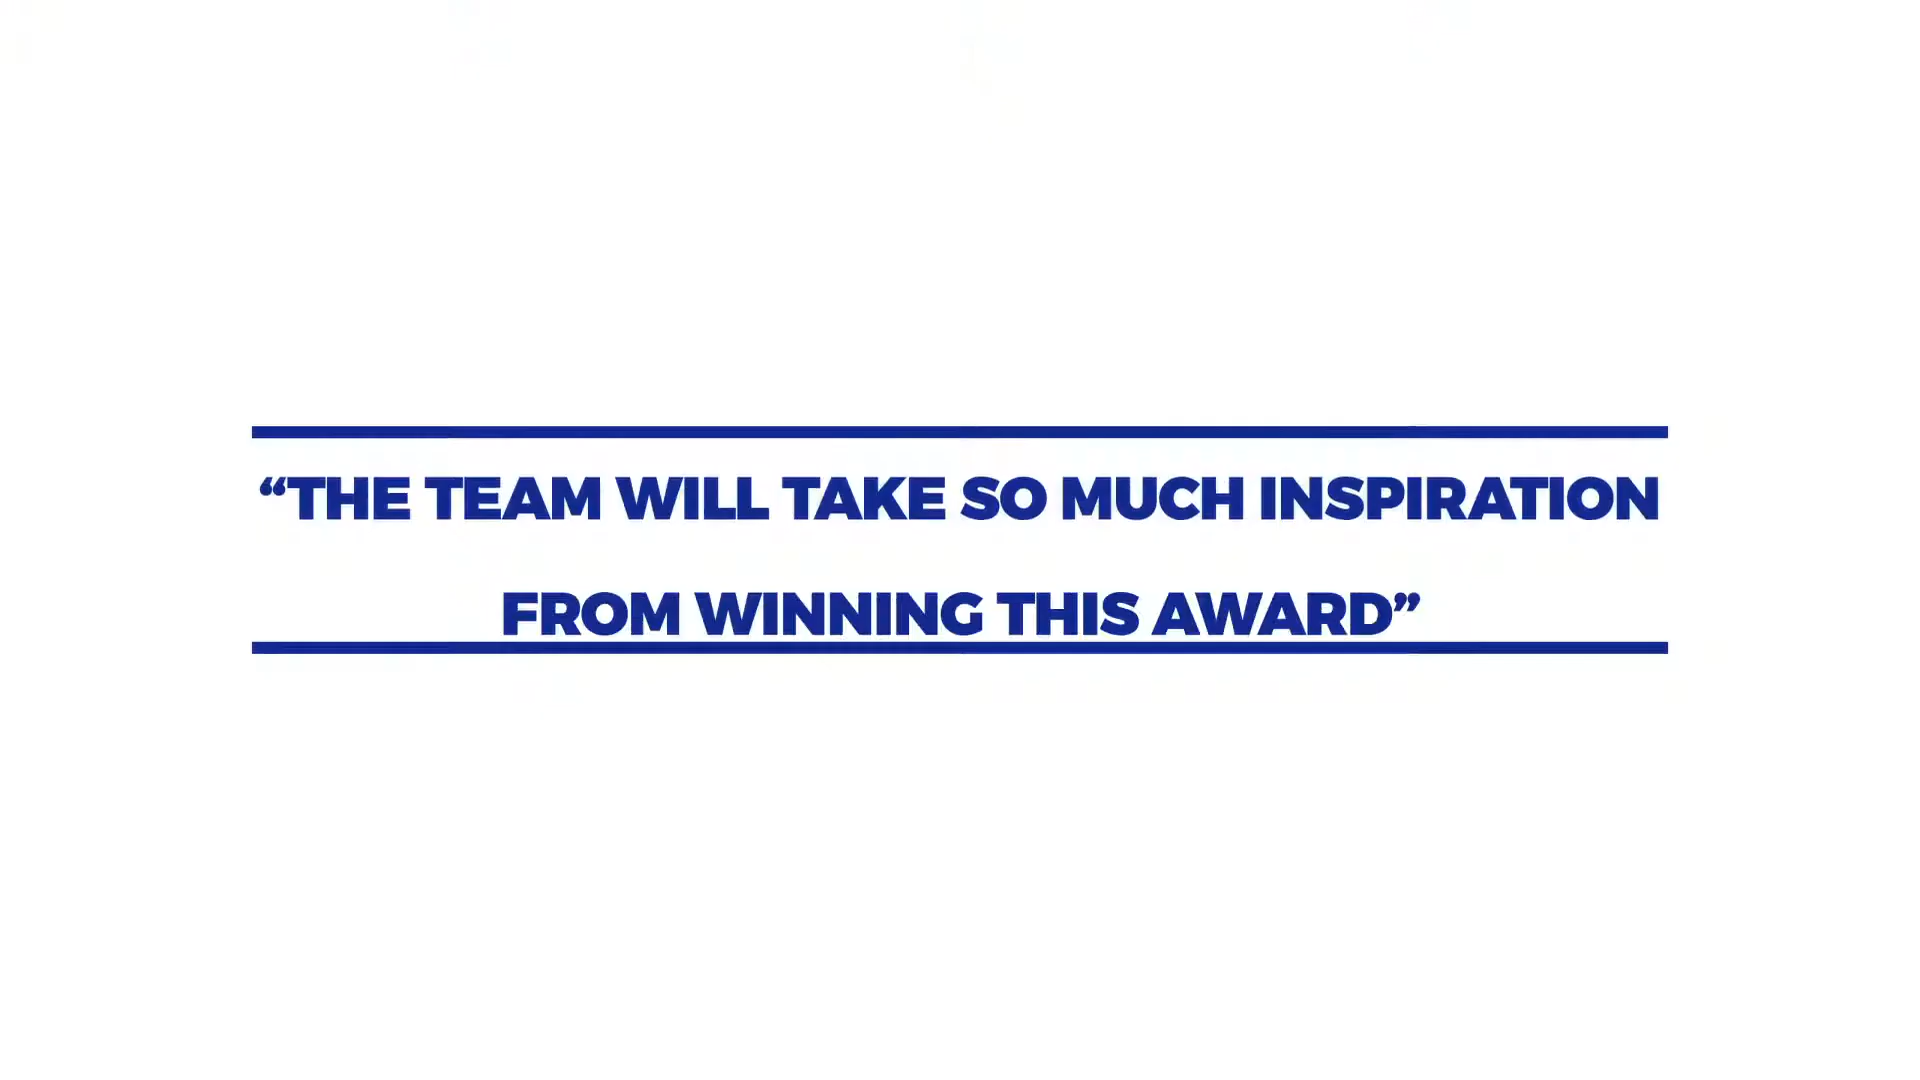 “THE TEAM WILL TAKE SO MUCH INSPIRATION
FROM WINNING THIS AWARD”